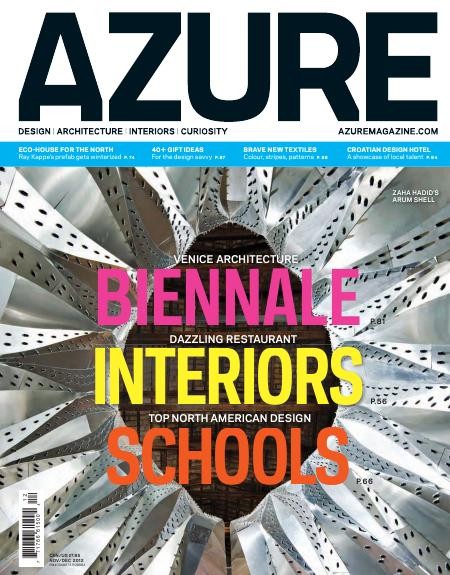 AZURE
DESIGN | ARCHITECTURE | INTERIORS | CURIOSITY
AZUREMAGAZINE.COM
ECO-HOUSE FOR THE NORTH
Ray Kappe's prefab gets winterized P.74
40+ GIFT IDEAS
For the design savvy P.87
BRAVE NEW TEXTILES
Colour, stripes, patterns P.98
CROATIAN DESIGN HOTEL
A showcase of local talent P.64
ZAHA HADID'S
ARUM SHELL
VENICE ARCHITECTURE
BIENNALE P.81
DAZZLING RESTAURANT
INTERIORS P.56
TOP NORTH AMERICAN DESIGN
SCHOOLS P.66
CAN/US $7.95
NOV/DEC 2012